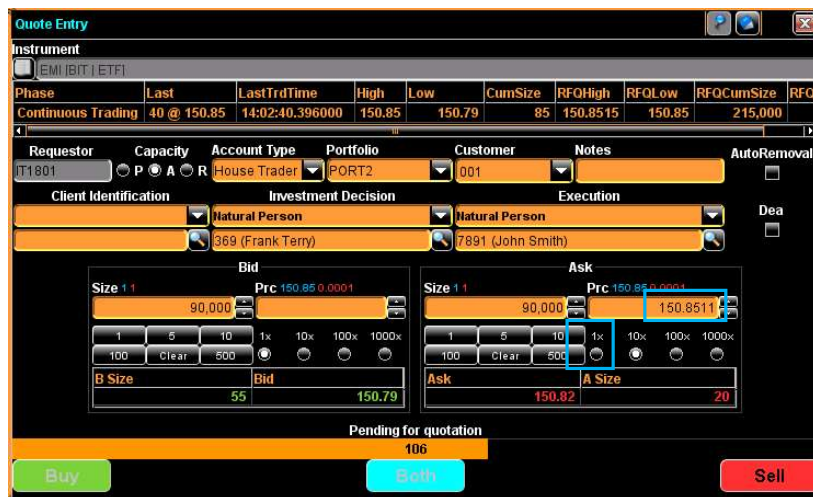 Quote Entry
Instrument
EMI [BIT | ETF]
Phase Last LastTrdTime High Low CumSize RFQHigh RFQLow RFQCumSize RFQ
Continuous Trading 40 @ 150.85 14:02:40.396000 150.85 150.79 85 150.8515 150.85 215,000
Requestor Capacity Account Type Portfolio Customer Notes AutoRemoval
IT1801 P A R House Trader PORT2 001
Client Identification Investment Decision Execution Dea
Natural Person Natural Person
369 (Frank Terry) 7891 (John Smith)
Bid Ask
Size 1 1 Prc 150.85 0.0001 Size 1 1 Prc 150.85 0.0001
90,000 90,000 150.8511
1 5 10 1x 10x 100x 1000x 1 5 10 1x 10x 100x 1000x
100 Clear 500 100 Clear 500
B Size Bid Ask A Size
55 150.79 150.82 20
Pending for quotation
106
Buy Both Sell